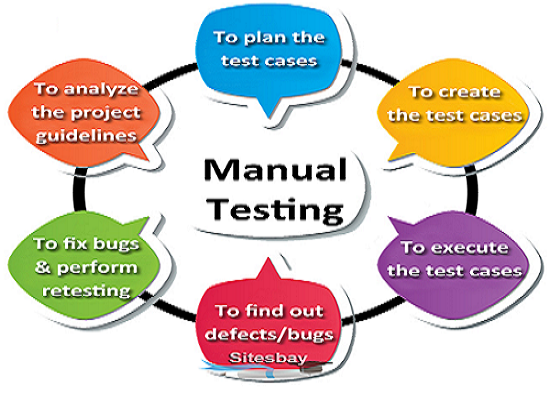 To plan the
test cases
To create
the test cases
To execute
the test cases
To find out
defects/bugs
Sitesbay
To fix bugs
& perform
retesting
To analyze
the project
guidelines
Manual
Testing